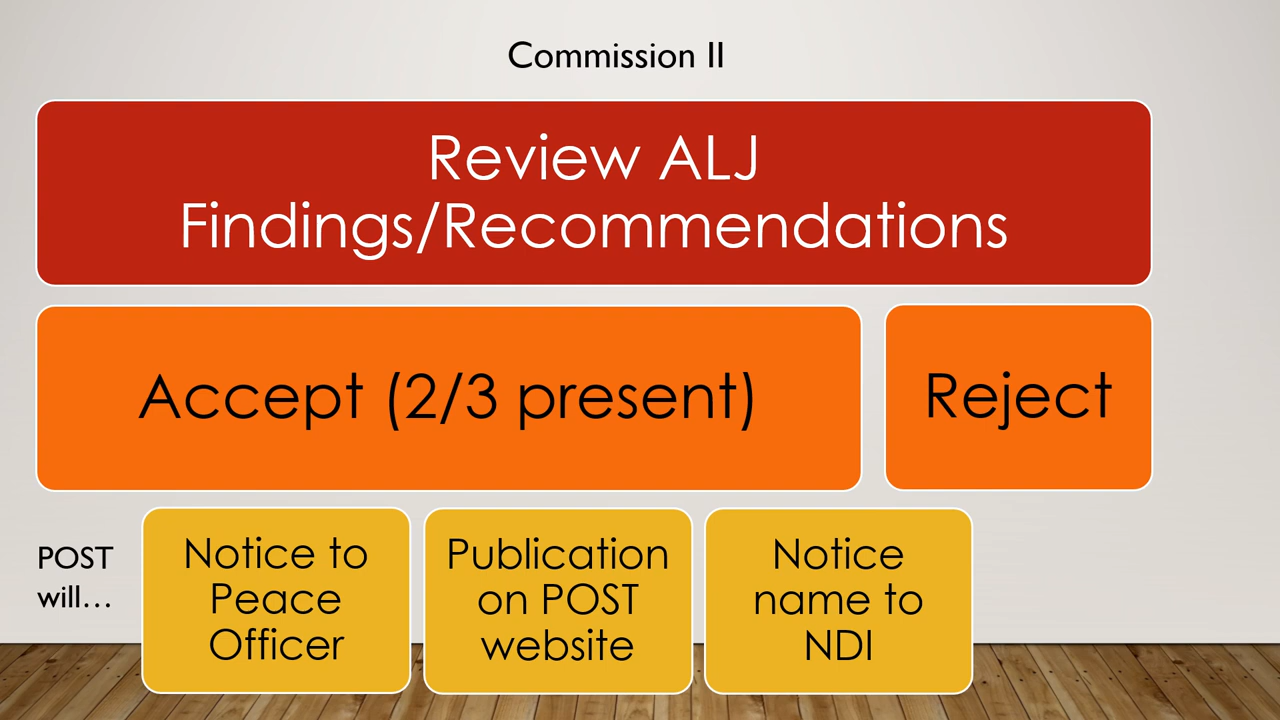 Commission II
Review ALJ
Findings/Recommendations
Accept (2/3 present)
Reject
POST
will…
Notice to
Peace
Officer
Publication
on POST
website
Notice
name to
NDI